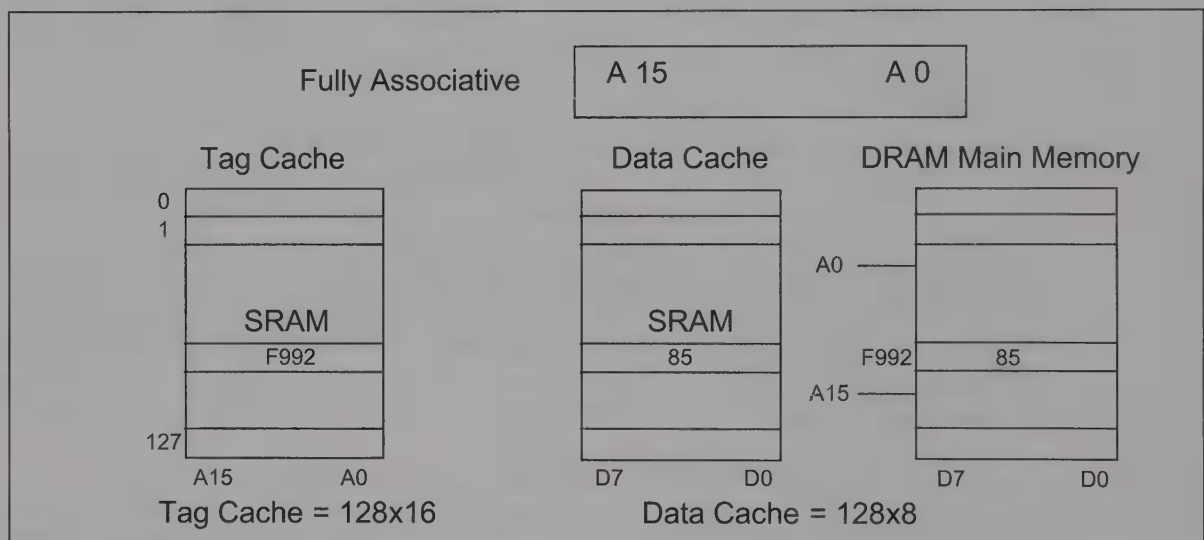 Fully Associative
A 15 A 0
Tag Cache
Data Cache
DRAM Main Memory
0
1
127
SRAM
F992
A15 A0
Tag Cache = 128x16
SRAM
85
D7 D0
Data Cache = 128x8
A0
F992 85
A15
D7 D0